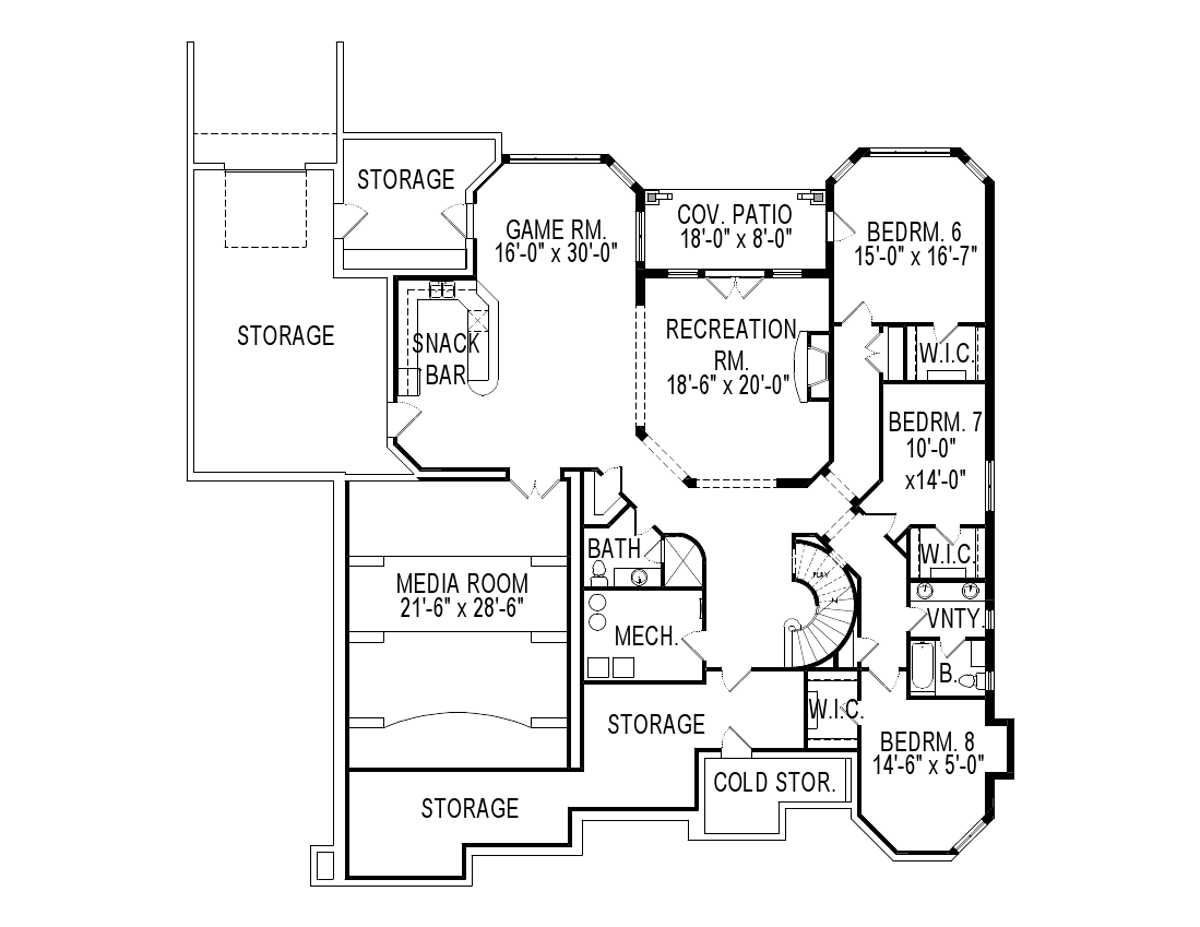 STORAGE
GAME RM.
16'-0" x 30'-0"
COV. PATIO
18'-0" x 8'-0"
BEDRM. 6
15'-0" x 16'-7"
STORAGE
SNACK
BAR
RECREATION
RM.
18'-6" x 20'-0"
W.I.C.
BEDRM. 7
10'-0"
x14'-0"
MEDIA ROOM
21'-6" x 28'-6"
BATH
W.I.C.
MECH.
VNTY.
B.
STORAGE
W.I.C.
BEDRM. 8
14'-6" x 5'-0"
COLD STOR.
STORAGE